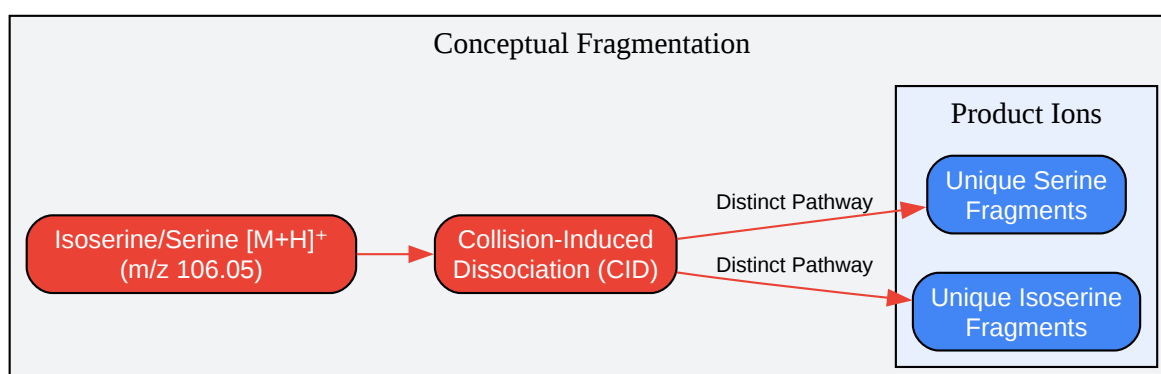 Conceptual Fragmentation
Product Ions
Isoserine/Serine [M+H]⁺
(m/z 106.05)
Collision-Induced
Dissociation (CID)
Distinct Pathway
Distinct Pathway
Unique Serine
Fragments
Unique Isoserine
Fragments